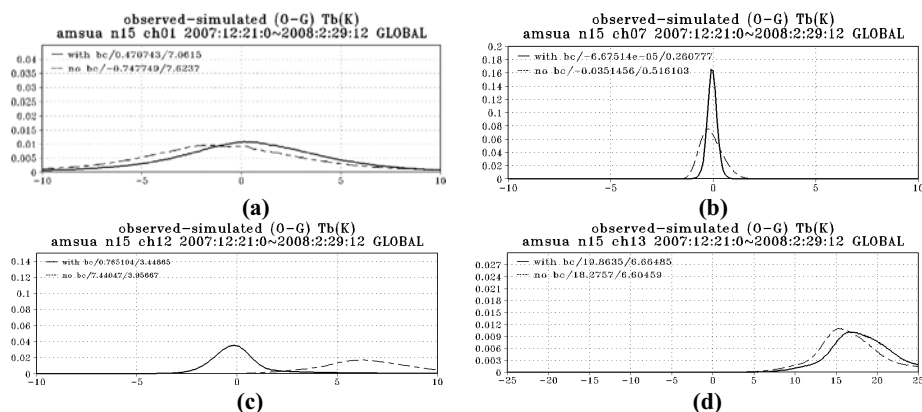 observed-simulated (O-G) Tb(K)
amsua n15 ch01 2007:12:21:0~2008:2:29:12 GLOBAL
with bc/0.470743/7.0615
no bc/-0.747749/7.6237
0.04
0.035
0.03
0.025
0.02
0.015
0.01
0.005
0
-10
-5
0
5
10
(a)
observed-simulated (O-G) Tb(K)
amsua n15 ch07 2007:12:21:0~2008:2:29:12 GLOBAL
with bc/-6.67514e-05/0.260777
no bc/-0.0351456/0.516103
0.2
0.16
0.12
0.08
0.04
0
-10
-5
0
5
10
(b)
observed-simulated (O-G) Tb(K)
amsua n15 ch12 2007:12:21:0~2008:2:29:12 GLOBAL
with bc/0.765104/3.44865
no bc/7.44047/3.95667
0.14
0.12
0.1
0.08
0.06
0.04
0.02
0
-10
-5
0
5
10
(c)
observed-simulated (O-G) Tb(K)
amsua n15 ch13 2007:12:21:0~2008:2:29:12 GLOBAL
with bc/19.8635/6.66485
no bc/18.2757/6.60459
0.027
0.024
0.021
0.018
0.015
0.012
0.009
0.006
0.003
0
-25
-20
-15
-10
-5
0
5
10
15
20
25
(d)